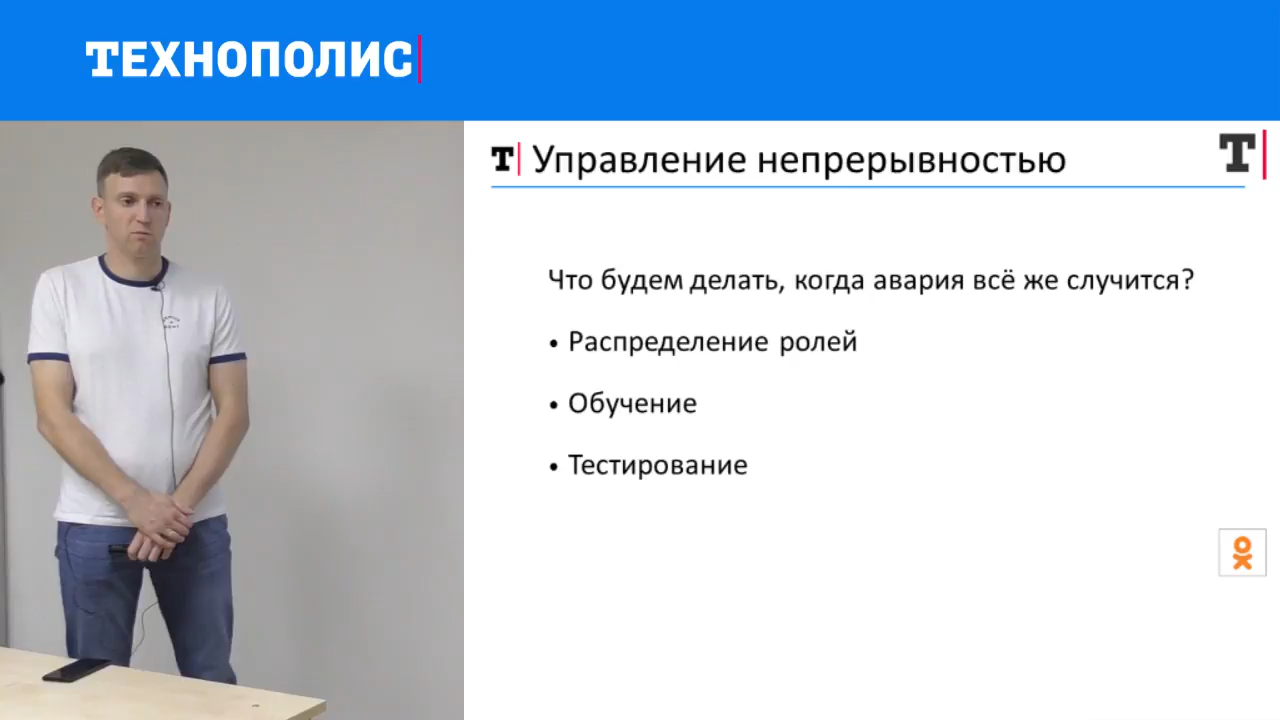 ТЕХНОПОЛИС
Т Управление непрерывностью
Т
Что будем делать, когда авария всё же случится?
• Распределение ролей
• Обучение
• Тестирование